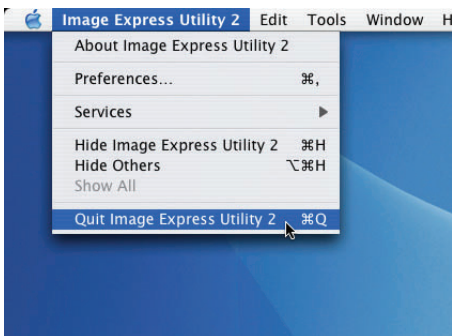 Image Express Utility 2 Edit Tools Window H
About Image Express Utility 2
Preferences... ⌘,
Services ▶
Hide Image Express Utility 2 ⌘H
Hide Others ⌥⌘H
Show All
Quit Image Express Utility 2 ⌘Q